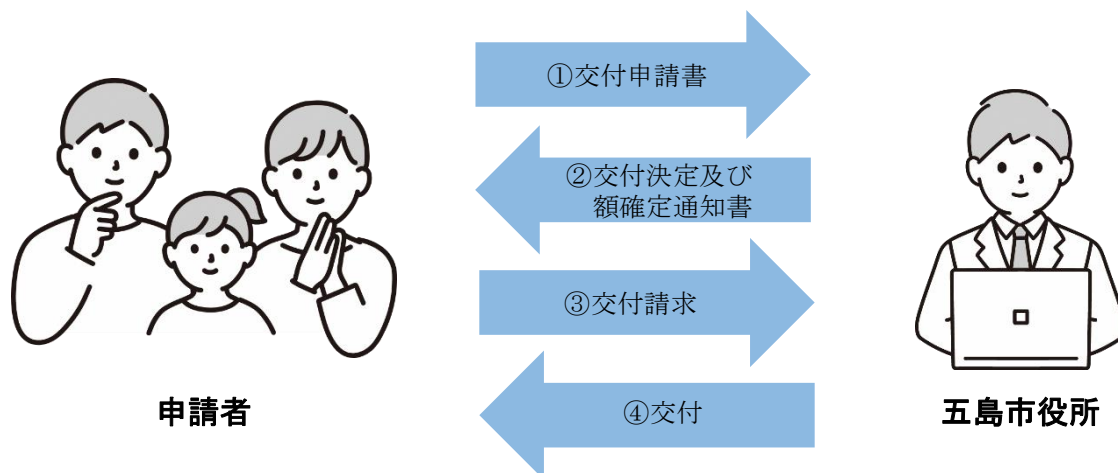 ①交付申請書
②交付決定及び
額確定通知書
③交付請求
④交付
申請者
五島市役所